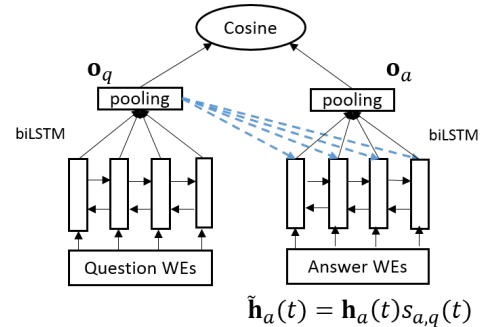 Cosine
𝐨_q
𝐨_a
pooling
pooling
biLSTM
biLSTM
Question WEs
Answer WEs
𝐡̃_a(t) = 𝐡_a(t)s_{a,q}(t)